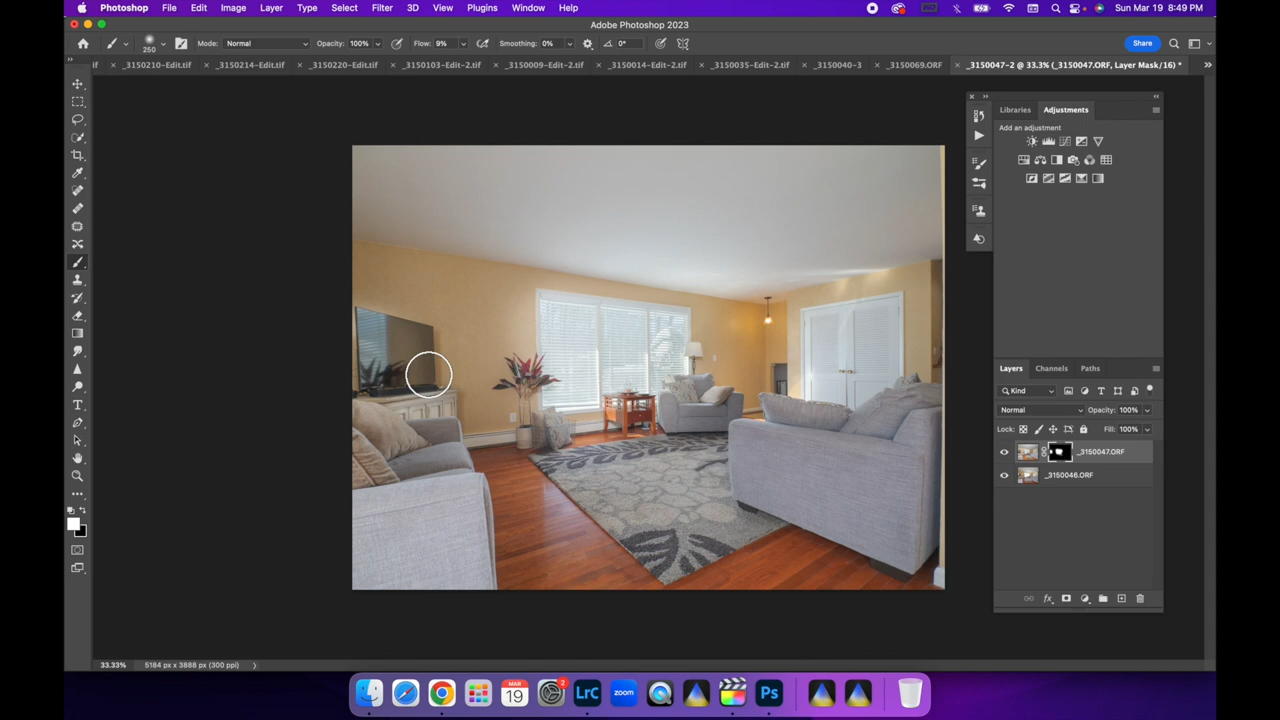 Photoshop File Edit Image Layer Type Select Filter 3D View Plugins Window Help Sun Mar 19 8:49 PM
Adobe Photoshop 2023
250 Mode: Normal Opacity: 100% Flow: 9% Smoothing: 0% 0° Share
if _3150210-Edit.tif _3150214-Edit.tif _3150220-Edit.tif _3150103-Edit.tif _3150009-Edit-2.tif _3150014-Edit-2.tif _3150035-Edit-2.tif _3150040-3 _3150069.ORF _3150047-2 @ 33.3% (_3150047.ORF, Layer Mask/16) *
Libraries Adjustments
Add an adjustment
Layers Channels Paths
Kind
Normal Opacity: 100%
Lock: Fill: 100%
_3150047.ORF
_3150046.ORF
33.33% 5184 px x 3888 px (300 ppi)
MAR
19
LrC
zoom
2
Ps